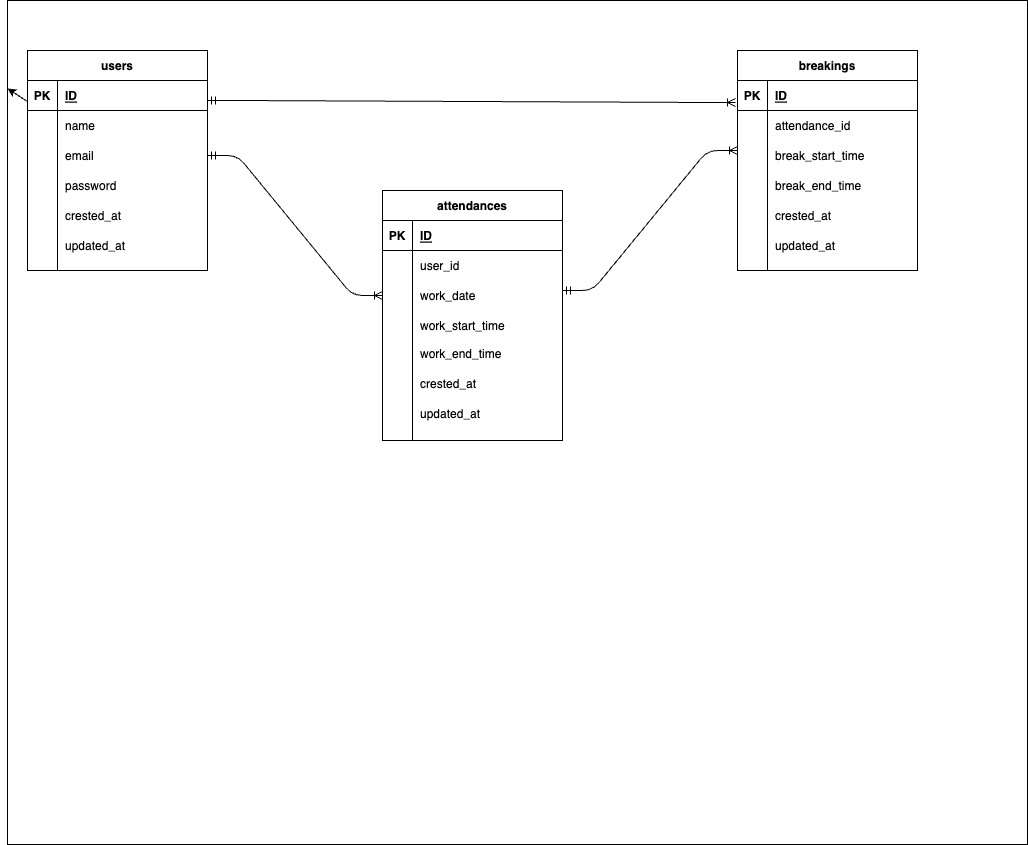 users
PK ID
name
email
password
crested_at
updated_at
attendances
PK ID
user_id
work_date
work_start_time
work_end_time
crested_at
updated_at
breakings
PK ID
attendance_id
break_start_time
break_end_time
crested_at
updated_at